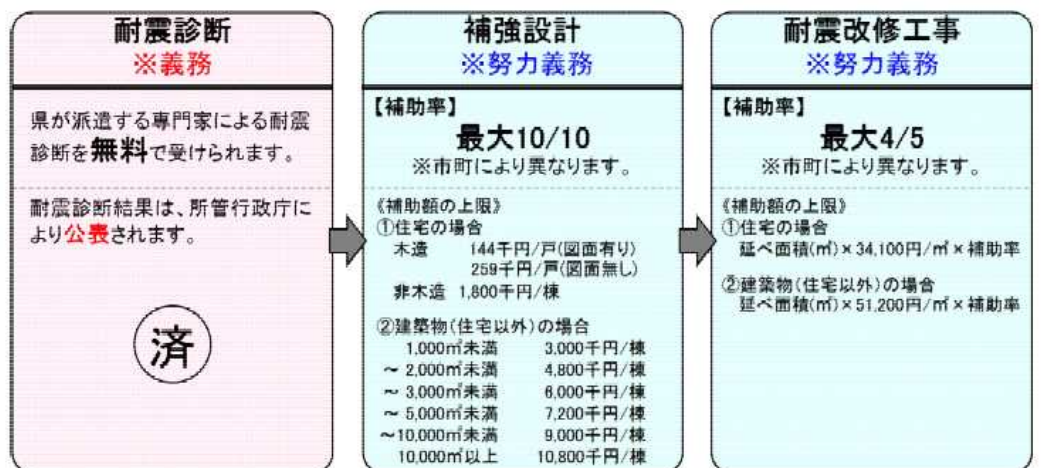 耐震診断
※義務
県が派遣する専門家による耐震
診断を無料で受けられます。
耐震診断結果は、所管行政庁に
より公表されます。
済
補強設計
※努力義務
【補助率】
最大10/10
※市町により異なります。
《補助額の上限》
①住宅の場合
木造 144千円/戸(図面有り)
259千円/戸(図面無し)
非木造 1,800千円/棟
②建築物(住宅以外)の場合
1,000㎡未満 3,000千円/棟
～ 2,000㎡未満 4,800千円/棟
～ 3,000㎡未満 6,000千円/棟
～ 5,000㎡未満 7,200千円/棟
～10,000㎡未満 9,000千円/棟
10,000㎡以上 10,800千円/棟
耐震改修工事
※努力義務
【補助率】
最大4/5
※市町により異なります。
《補助額の上限》
①住宅の場合
延べ面積(㎡)×34,100円/㎡×補助率
②建築物(住宅以外)の場合
延べ面積(㎡)×51,200円/㎡×補助率